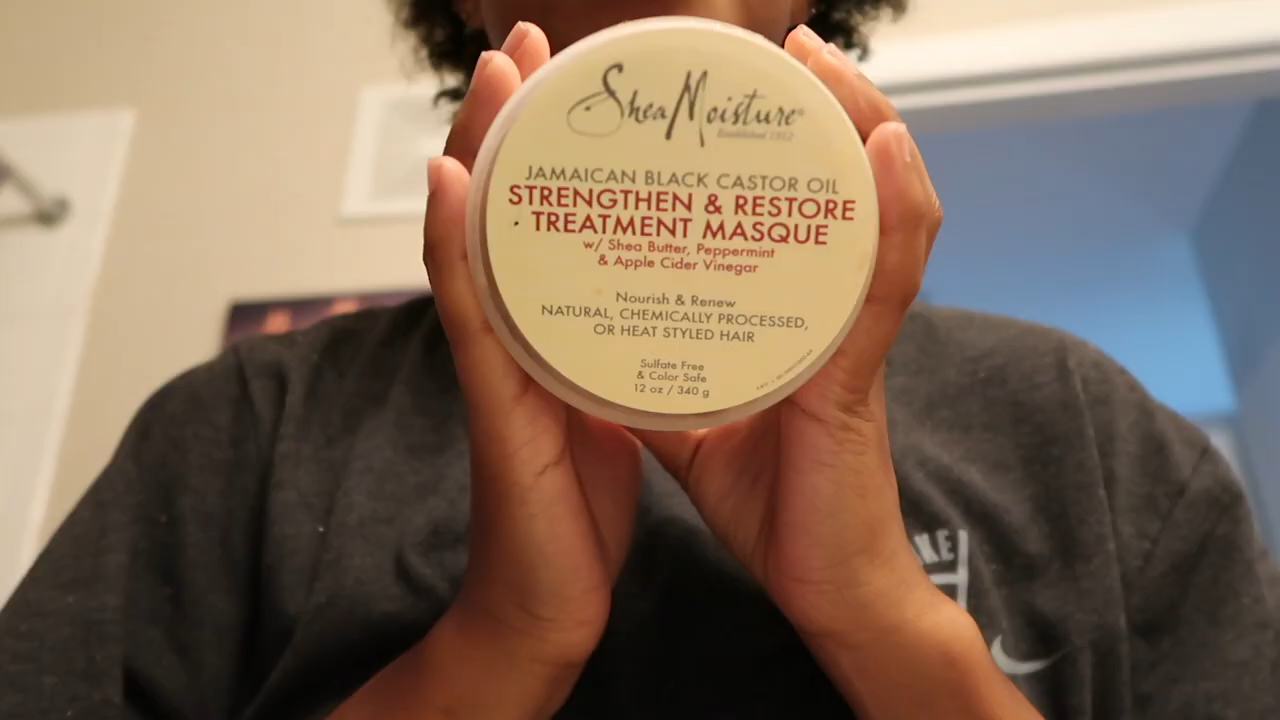 SheaMoisture®
Established 1912
JAMAICAN BLACK CASTOR OIL
STRENGTHEN & RESTORE
TREATMENT MASQUE
w/ Shea Butter, Peppermint
& Apple Cider Vinegar
Nourish & Renew
NATURAL, CHEMICALLY PROCESSED,
OR HEAT STYLED HAIR
Sulfate Free
& Color Safe
12 oz / 340 g